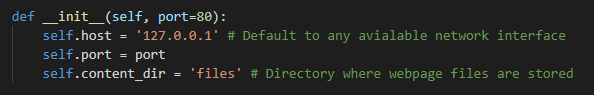 def __init__(self, port=80):
    self.host = '127.0.0.1' # Default to any avialable network interface
    self.port = port
    self.content_dir = 'files' # Directory where webpage files are stored